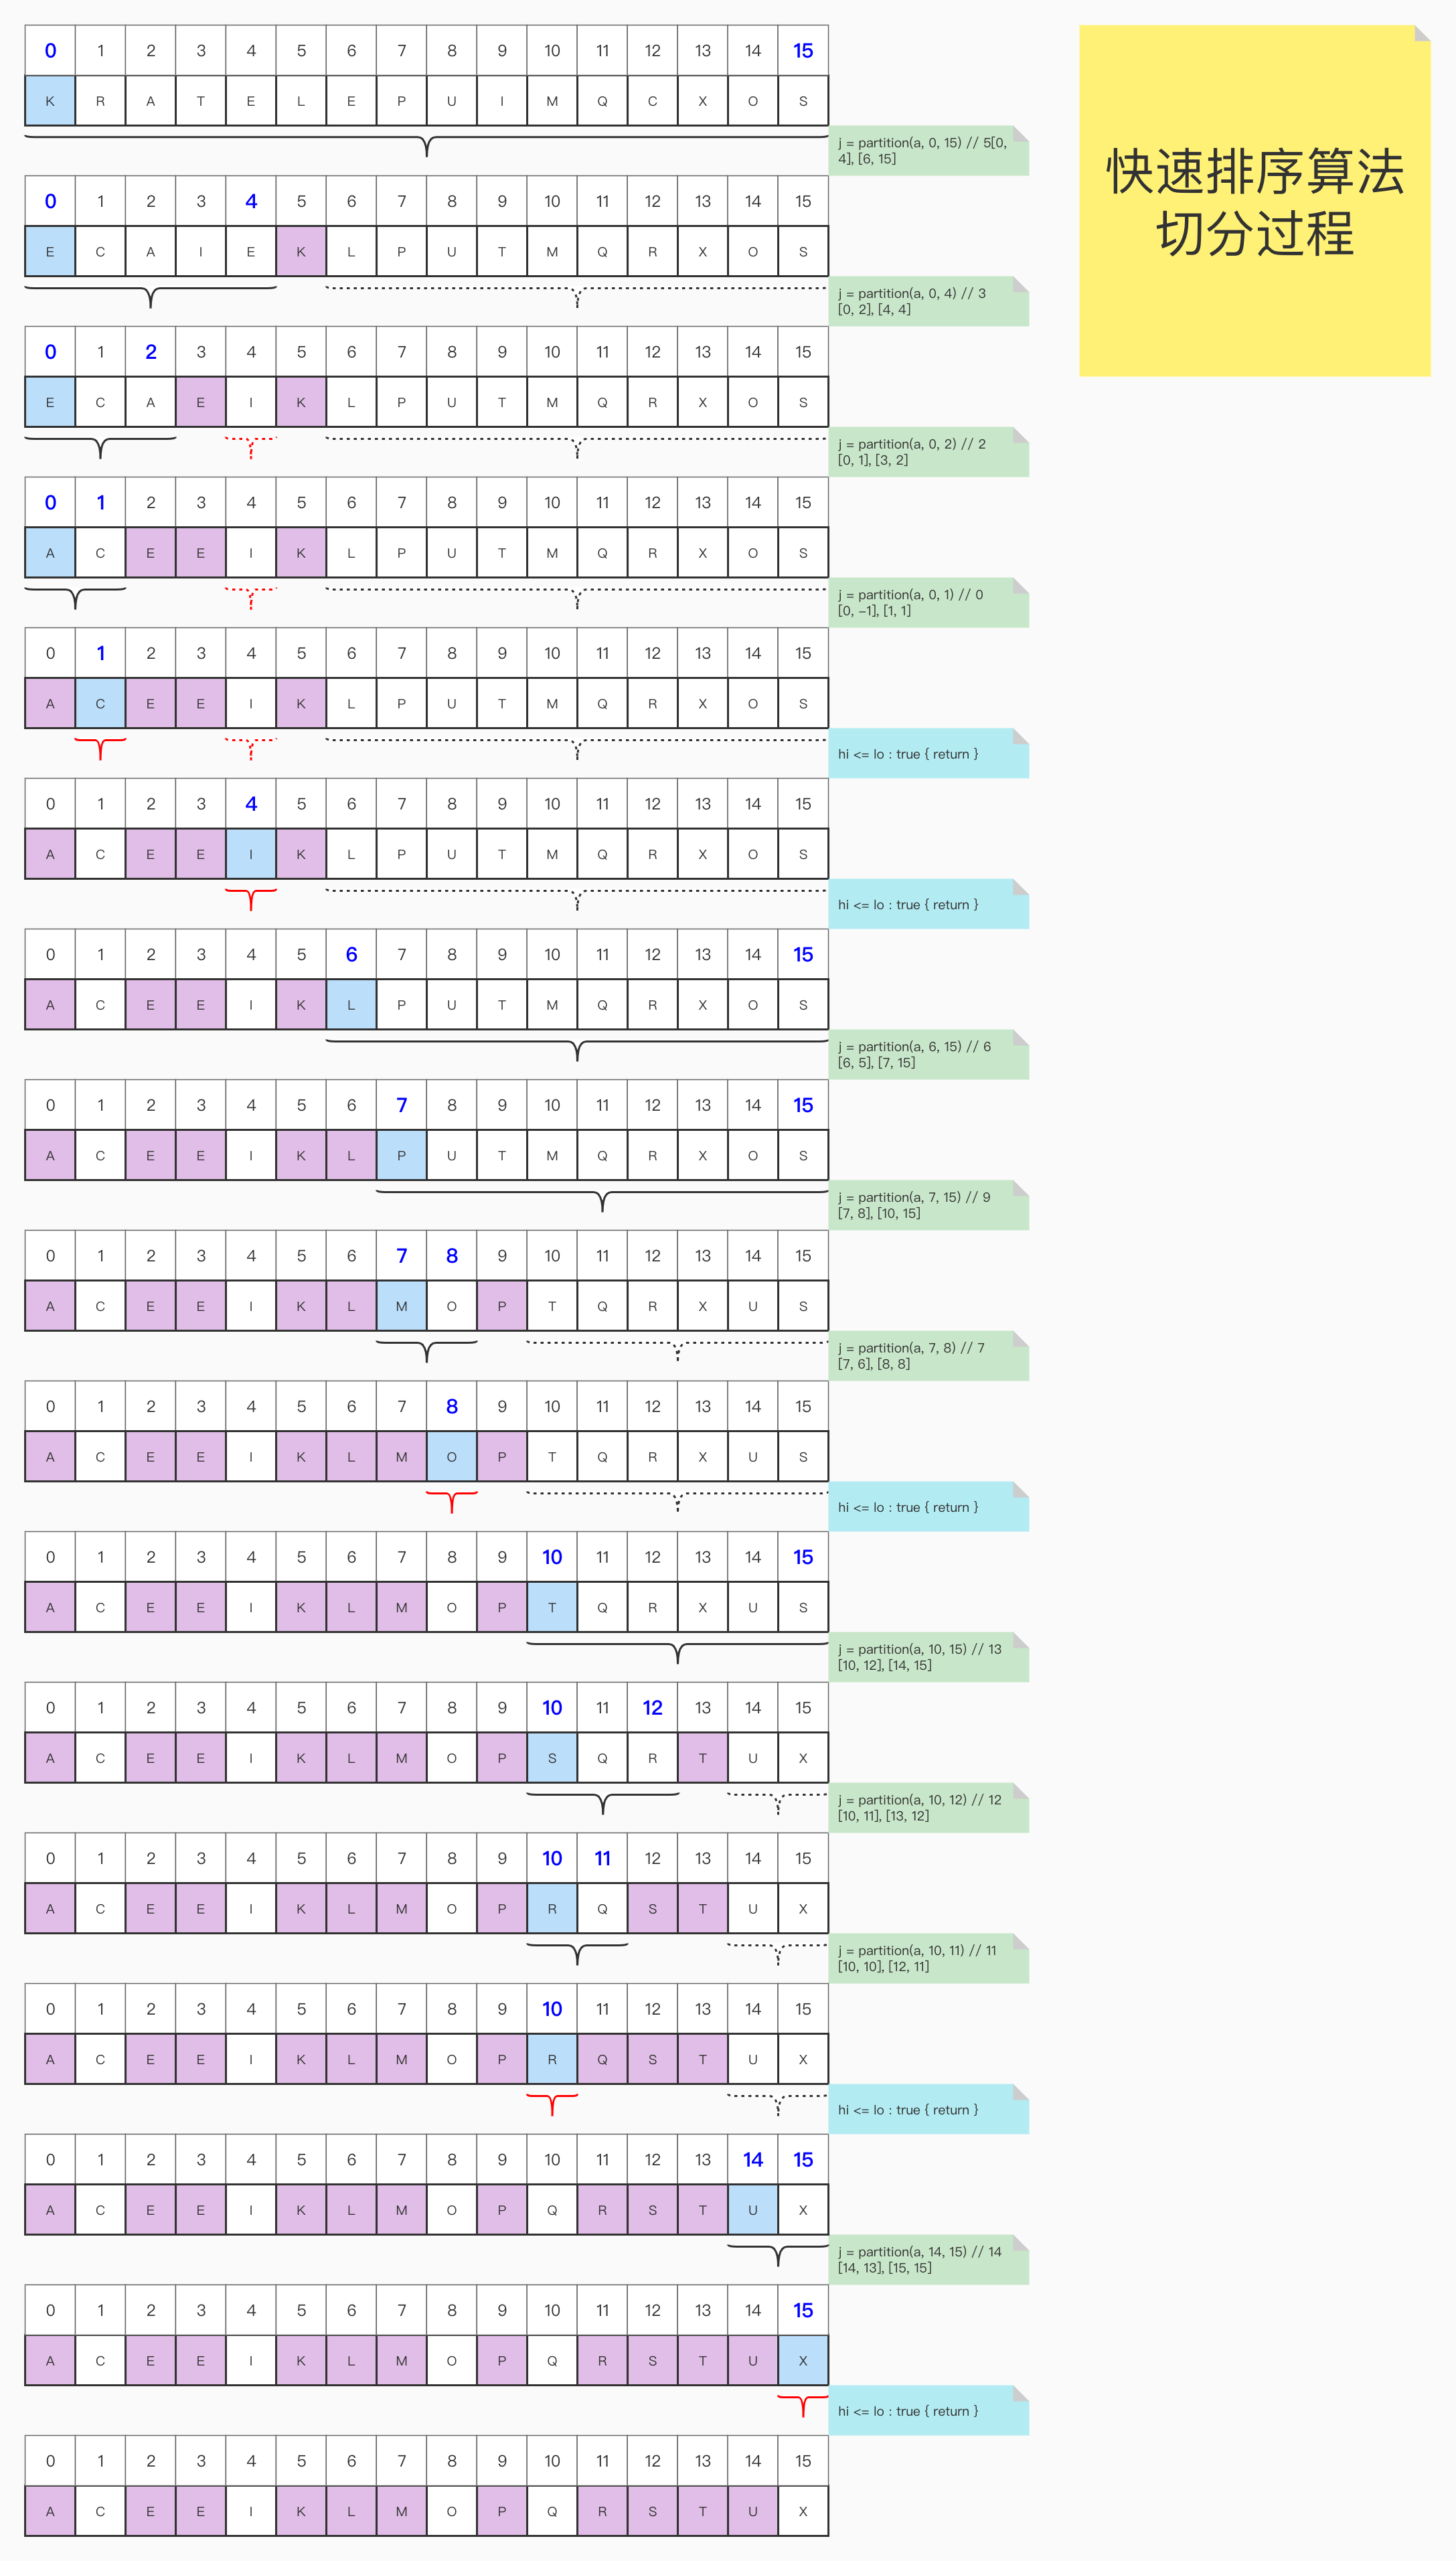 0 1 2 3 4 5 6 7 8 9 10 11 12 13 14 15
K R A T E L E P U I M Q C X O S
快速排序算法
切分过程
j = partition(a, 0, 15) // 5[0,
4], [6, 15]
0 1 2 3 4 5 6 7 8 9 10 11 12 13 14 15
E C A I E K L P U T M Q R X O S
j = partition(a, 0, 4) // 3
[0, 2], [4, 4]
0 1 2 3 4 5 6 7 8 9 10 11 12 13 14 15
E C A E I K L P U T M Q R X O S
j = partition(a, 0, 2) // 2
[0, 1], [3, 2]
0 1 2 3 4 5 6 7 8 9 10 11 12 13 14 15
A C E E I K L P U T M Q R X O S
j = partition(a, 0, 1) // 0
[0, −1], [1, 1]
0 1 2 3 4 5 6 7 8 9 10 11 12 13 14 15
A C E E I K L P U T M Q R X O S
hi <= lo : true { return }
0 1 2 3 4 5 6 7 8 9 10 11 12 13 14 15
A C E E I K L P U T M Q R X O S
hi <= lo : true { return }
0 1 2 3 4 5 6 7 8 9 10 11 12 13 14 15
A C E E I K L P U T M Q R X O S
j = partition(a, 6, 15) // 6
[6, 5], [7, 15]
0 1 2 3 4 5 6 7 8 9 10 11 12 13 14 15
A C E E I K L P U T M Q R X O S
j = partition(a, 7, 15) // 9
[7, 8], [10, 15]
0 1 2 3 4 5 6 7 8 9 10 11 12 13 14 15
A C E E I K L M O P T Q R X U S
j = partition(a, 7, 8) // 7
[7, 6], [8, 8]
0 1 2 3 4 5 6 7 8 9 10 11 12 13 14 15
A C E E I K L M O P T Q R X U S
hi <= lo : true { return }
0 1 2 3 4 5 6 7 8 9 10 11 12 13 14 15
A C E E I K L M O P T Q R X U S
j = partition(a, 10, 15) // 13
[10, 12], [14, 15]
0 1 2 3 4 5 6 7 8 9 10 11 12 13 14 15
A C E E I K L M O P S Q R T U X
j = partition(a, 10, 12) // 12
[10, 11], [13, 12]
0 1 2 3 4 5 6 7 8 9 10 11 12 13 14 15
A C E E I K L M O P R Q S T U X
j = partition(a, 10, 11) // 11
[10, 10], [12, 11]
0 1 2 3 4 5 6 7 8 9 10 11 12 13 14 15
A C E E I K L M O P R Q S T U X
hi <= lo : true { return }
0 1 2 3 4 5 6 7 8 9 10 11 12 13 14 15
A C E E I K L M O P Q R S T U X
j = partition(a, 14, 15) // 14
[14, 13], [15, 15]
0 1 2 3 4 5 6 7 8 9 10 11 12 13 14 15
A C E E I K L M O P Q R S T U X
hi <= lo : true { return }
0 1 2 3 4 5 6 7 8 9 10 11 12 13 14 15
A C E E I K L M O P Q R S T U X